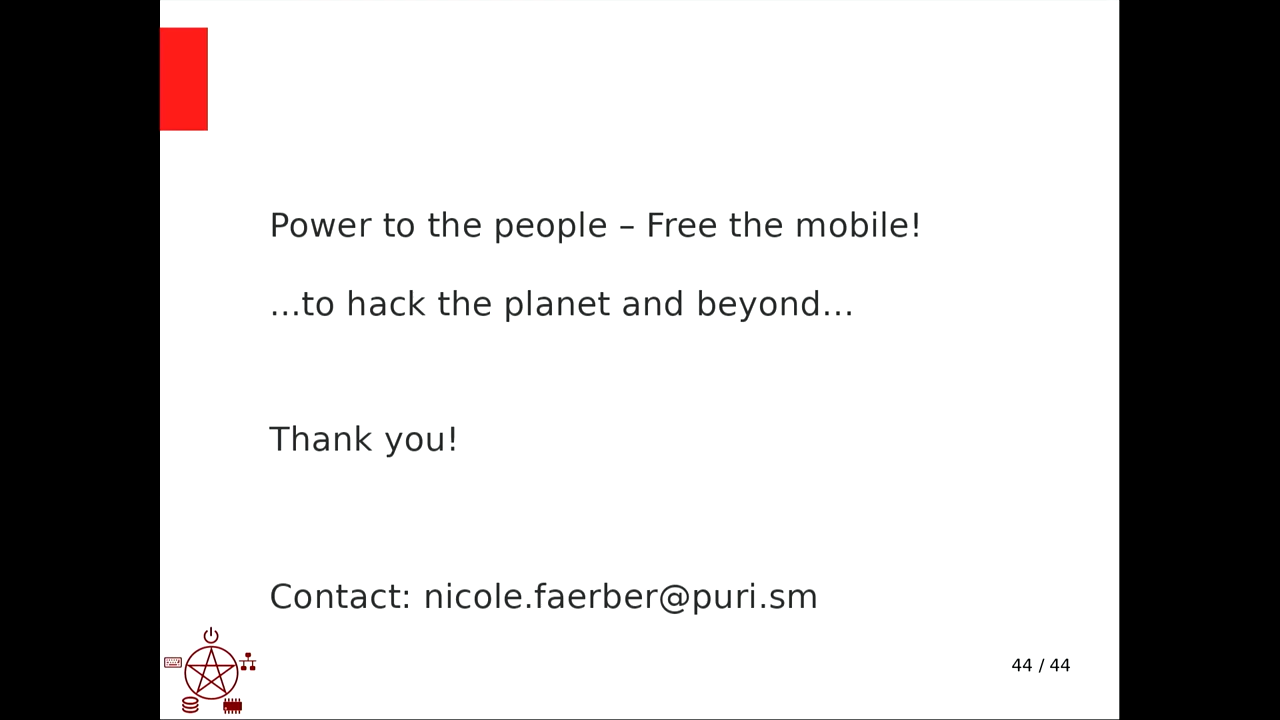 Power to the people – Free the mobile!
...to hack the planet and beyond...
Thank you!
Contact: nicole.faerber@puri.sm
44 / 44